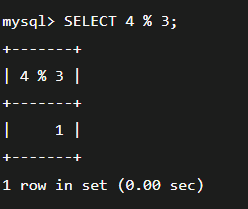 mysql> SELECT 4 % 3;
+-------+
| 4 % 3 |
+-------+
|     1 |
+-------+
1 row in set (0.00 sec)